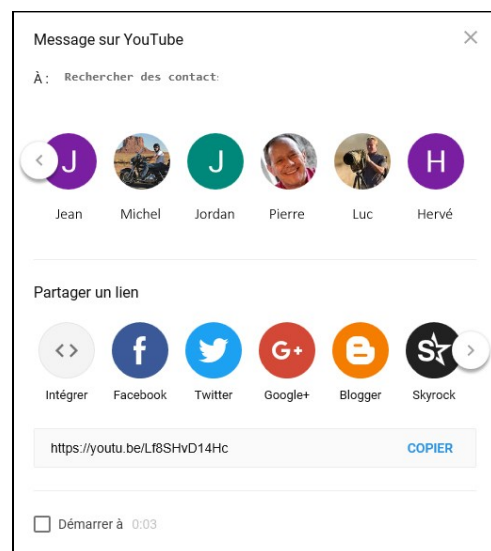 Message sur YouTube
À : Rechercher des contact
J J H
Jean Michel Jordan Pierre Luc Hervé
Partager un lien
f G+ B S
Intégrer Facebook Twitter Google+ Blogger Skyrock
https://youtu.be/Lf8SHvD14Hc COPIER
Démarrer à 0:03